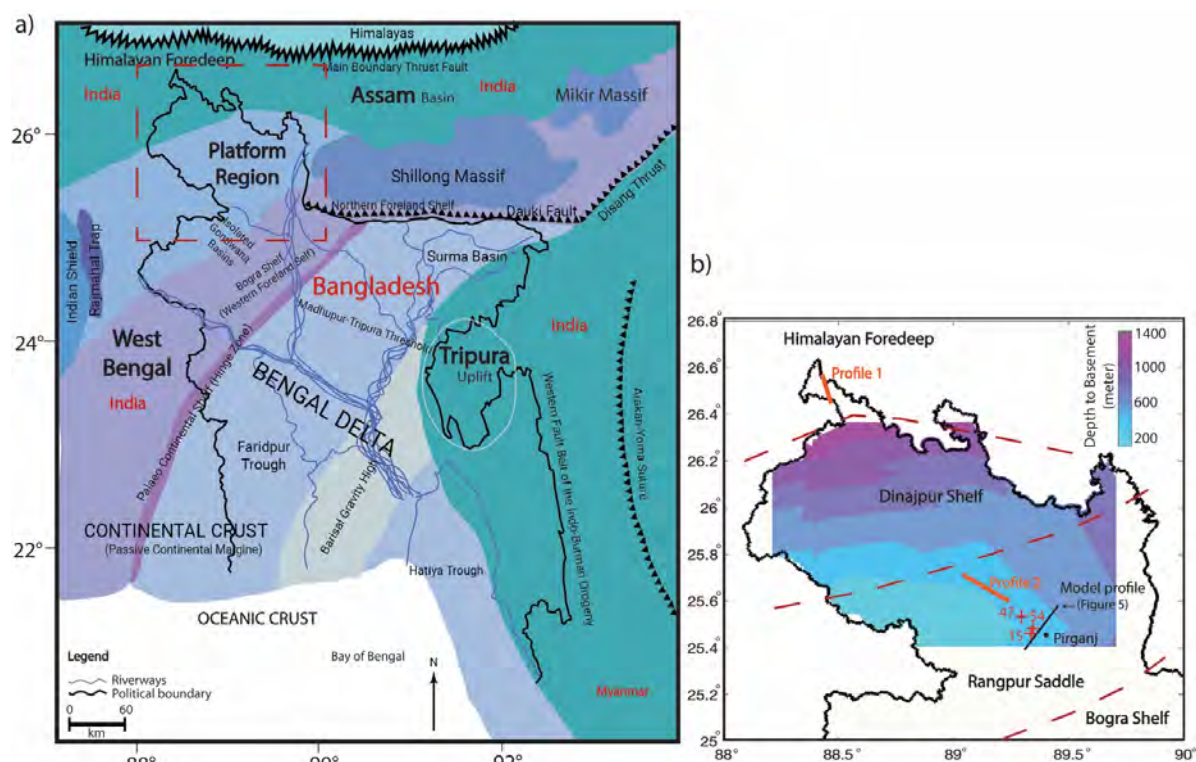 a)
Himalayas
Himalayan Foredeep
Main Boundary Thrust Fault
India
Assam Basin
India
Mikir Massif
26°
Platform
Region
Shillong Massif
Disang Thrust
Northern Foreland Shelf
Dauki Fault
Isolated
Gondwana
Basins
Surma Basin
Bogra Shelf
(Western Foreland Self)
Indian Shield
Rajmahal Trap
Bangladesh
India
Madhupur-Tripura Threshold
24°
West
Bengal
Tripura
Uplift
India
BENGAL DELTA
Palaeo Continental Slope (Hinge Zone)
Faridpur
Trough
Western Fault Belt of the Indo-Burman Orogeny
Arakan-Yoma Suture
Barisal Gravity High
CONTINENTAL CRUST
(Passive Continental Margine)
22°
Hatiya Trough
OCEANIC CRUST
Legend
Riverways
Political boundary
0 60
km
Bay of Bengal
N
Myanmar
88°
90°
92°
b)
26.8
26.6
26.4
26.2
26
25.8
25.6
25.4
25.2
25
Himalayan Foredeep
Profile 1
Depth to Basement
(meter)
1400
1000
600
200
Dinajpur Shelf
Profile 2
Model profile
(Figure 5)
47
54
15
Pirganj
Rangpur Saddle
Bogra Shelf
88°
88.5°
89°
89.5°
90°